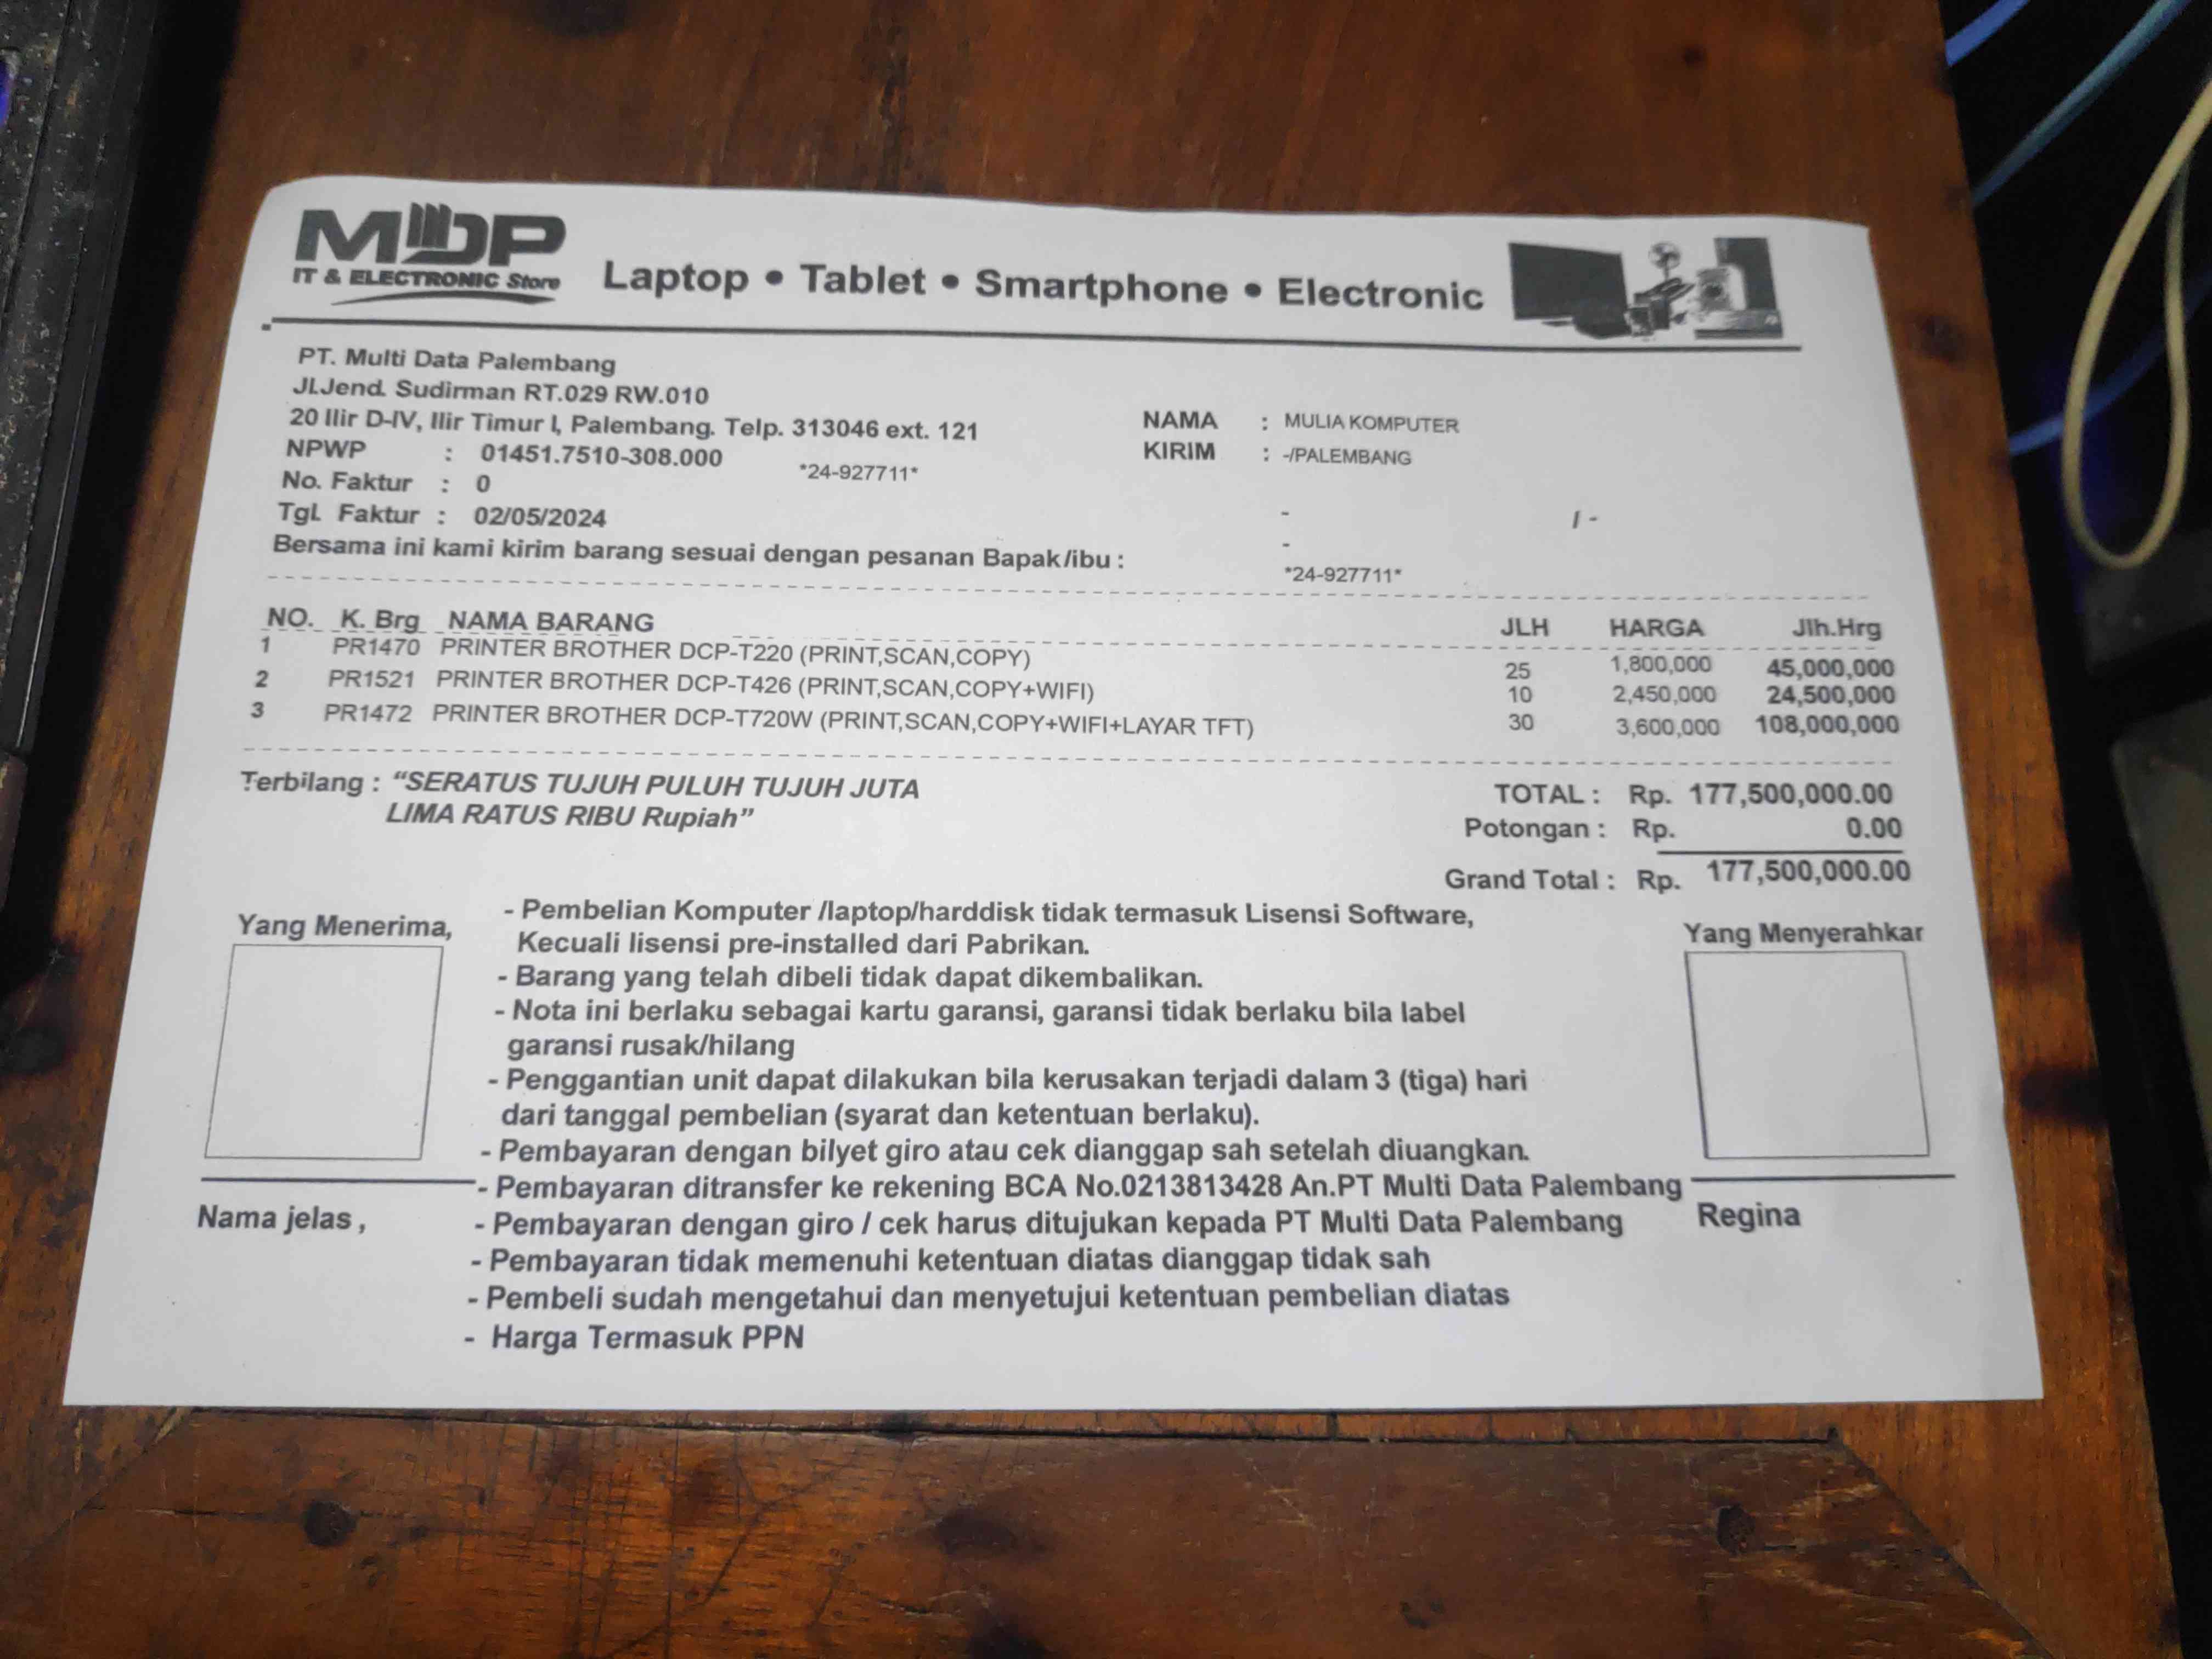 MDP
IT & ELECTRONIC Store
Laptop • Tablet • Smartphone • Electronic
PT. Multi Data Palembang
Jl.Jend. Sudirman RT.029 RW.010
20 Ilir D-IV, Ilir Timur I, Palembang. Telp. 313046 ext. 121
NPWP : 01451.7510-308.000 *24-927711*
No. Faktur : 0
Tgl. Faktur : 02/05/2024
Bersama ini kami kirim barang sesuai dengan pesanan Bapak/ibu :
NAMA : MULIA KOMPUTER
KIRIM : -/PALEMBANG
- / -
-
*24-927711*
NO. K. Brg NAMA BARANG JLH HARGA Jlh.Hrg
1 PR1470 PRINTER BROTHER DCP-T220 (PRINT,SCAN,COPY) 25 1,800,000 45,000,000
2 PR1521 PRINTER BROTHER DCP-T426 (PRINT,SCAN,COPY+WIFI) 10 2,450,000 24,500,000
3 PR1472 PRINTER BROTHER DCP-T720W (PRINT,SCAN,COPY+WIFI+LAYAR TFT) 30 3,600,000 108,000,000
Terbilang : “SERATUS TUJUH PULUH TUJUH JUTA
LIMA RATUS RIBU Rupiah”
TOTAL : Rp. 177,500,000.00
Potongan : Rp. 0.00
Grand Total : Rp. 177,500,000.00
Yang Menerima,
Nama jelas ,
- Pembelian Komputer /laptop/harddisk tidak termasuk Lisensi Software,
Kecuali lisensi pre-installed dari Pabrikan.
- Barang yang telah dibeli tidak dapat dikembalikan.
- Nota ini berlaku sebagai kartu garansi, garansi tidak berlaku bila label
garansi rusak/hilang
- Penggantian unit dapat dilakukan bila kerusakan terjadi dalam 3 (tiga) hari
dari tanggal pembelian (syarat dan ketentuan berlaku).
- Pembayaran dengan bilyet giro atau cek dianggap sah setelah diuangkan.
- Pembayaran ditransfer ke rekening BCA No.0213813428 An.PT Multi Data Palembang
- Pembayaran dengan giro / cek harus ditujukan kepada PT Multi Data Palembang
- Pembayaran tidak memenuhi ketentuan diatas dianggap tidak sah
- Pembeli sudah mengetahui dan menyetujui ketentuan pembelian diatas
- Harga Termasuk PPN
Yang Menyerahkar
Regina